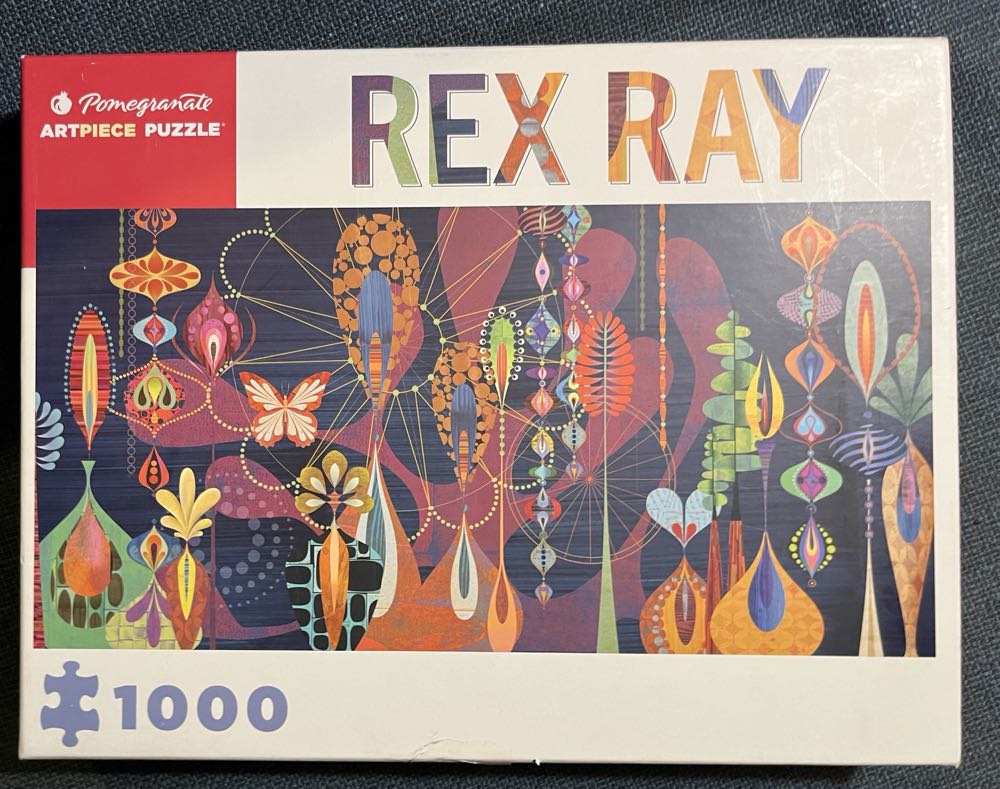 Pomegranate
ARTPIECE PUZZLE®
REX RAY
1000